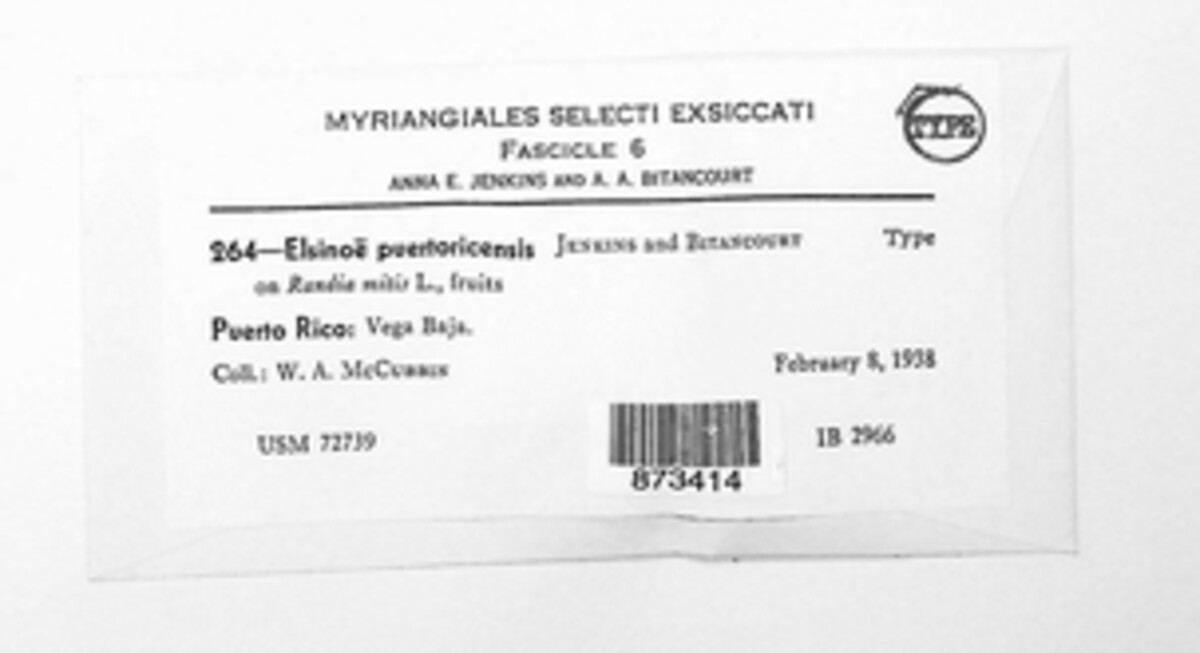 MYRIANGIALES SELECTI EXSICCATI
FASCICLE 6
ANNA E. JENKINS AND A. A. BITANCOURT
TYPE
264—Elsinoë puertoricensis JENKINS and BITANCOURT Type
on Randia mitis L., fruits
Puerto Rico: Vega Baja.
Coll.: W. A. MCCUBBIN February 8, 1938
USM 72739 IB 2966
873414